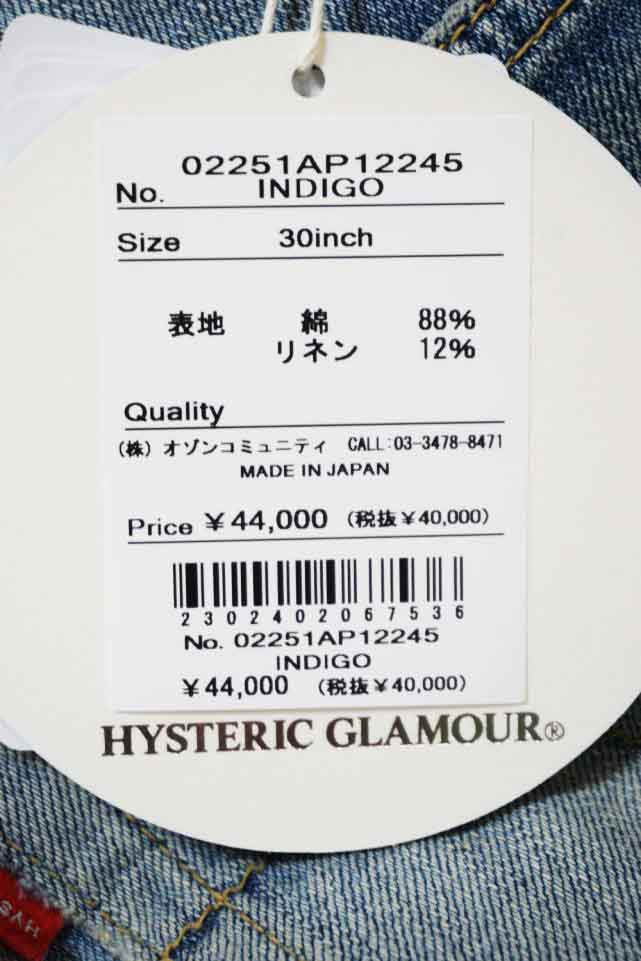 02251AP12245
No. INDIGO
Size 30inch
表地 綿 88%
リネン 12%
Quality
(株) オゾンコミュニティ CALL:03-3478-8471
MADE IN JAPAN
Price ¥44,000 (税抜¥40,000)
2302402067536
No. 02251AP12245
INDIGO
¥44,000 (税抜¥40,000)
HYSTERIC GLAMOUR®
HYS